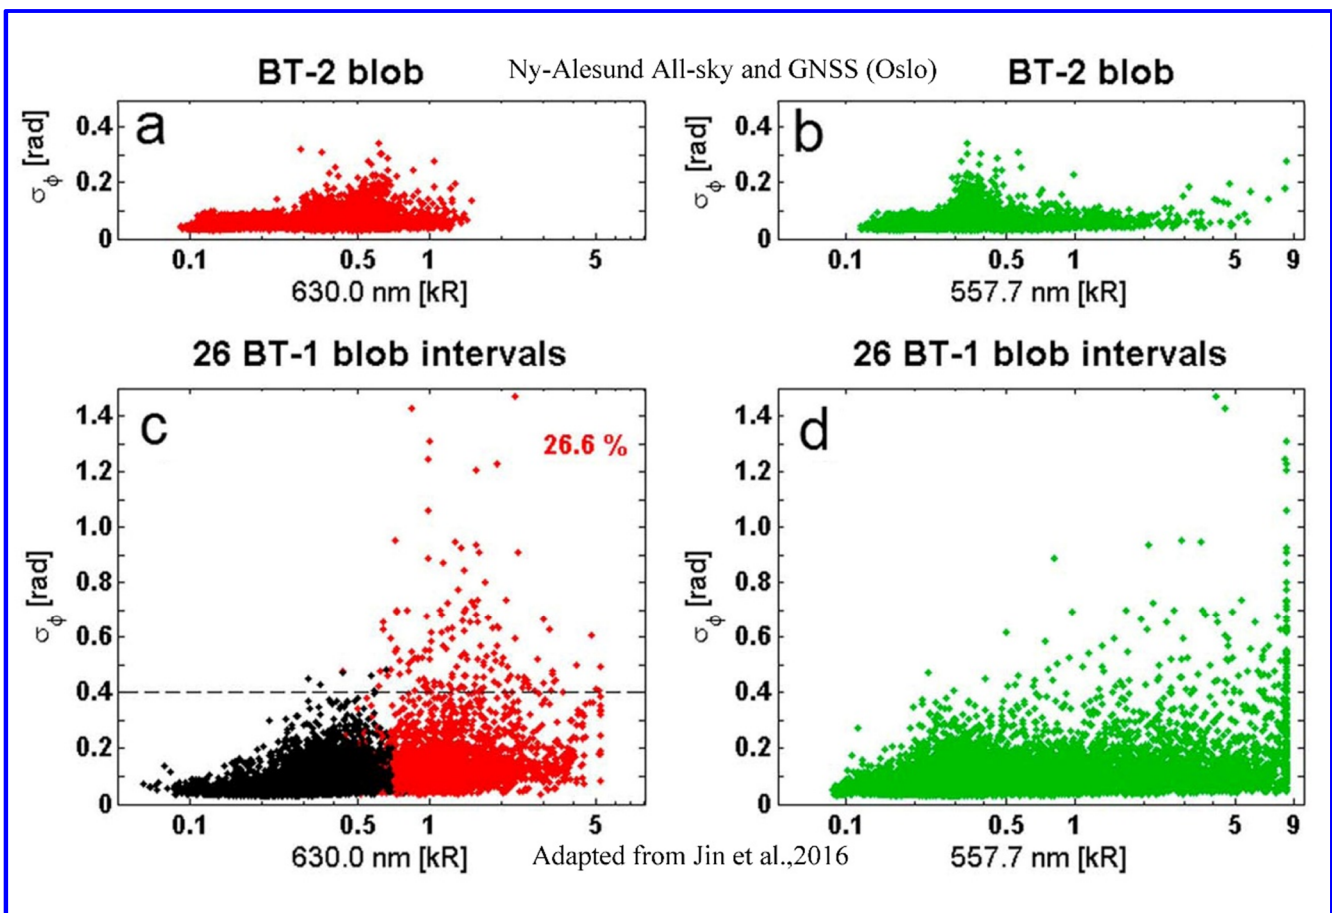 BT-2 blob
Ny-Alesund All-sky and GNSS (Oslo)
BT-2 blob
a
σϕ [rad]
0.4
0.2
0
0.1 0.5 1 5
630.0 nm [kR]
b
σϕ [rad]
0.4
0.2
0
0.1 1 5 9
557.7 nm [kR]
26 BT-1 blob intervals
26 BT-1 blob intervals
c
26.6 %
σϕ [rad]
1.4
1.2
1.0
0.8
0.6
0.4
0.2
0
0.1 0.5 1 5
630.0 nm [kR]
d
σϕ [rad]
1.4
1.2
1.0
0.8
0.6
0.4
0.2
0
0.1 1 5 9
557.7 nm [kR]
Adapted from Jin et al.,2016